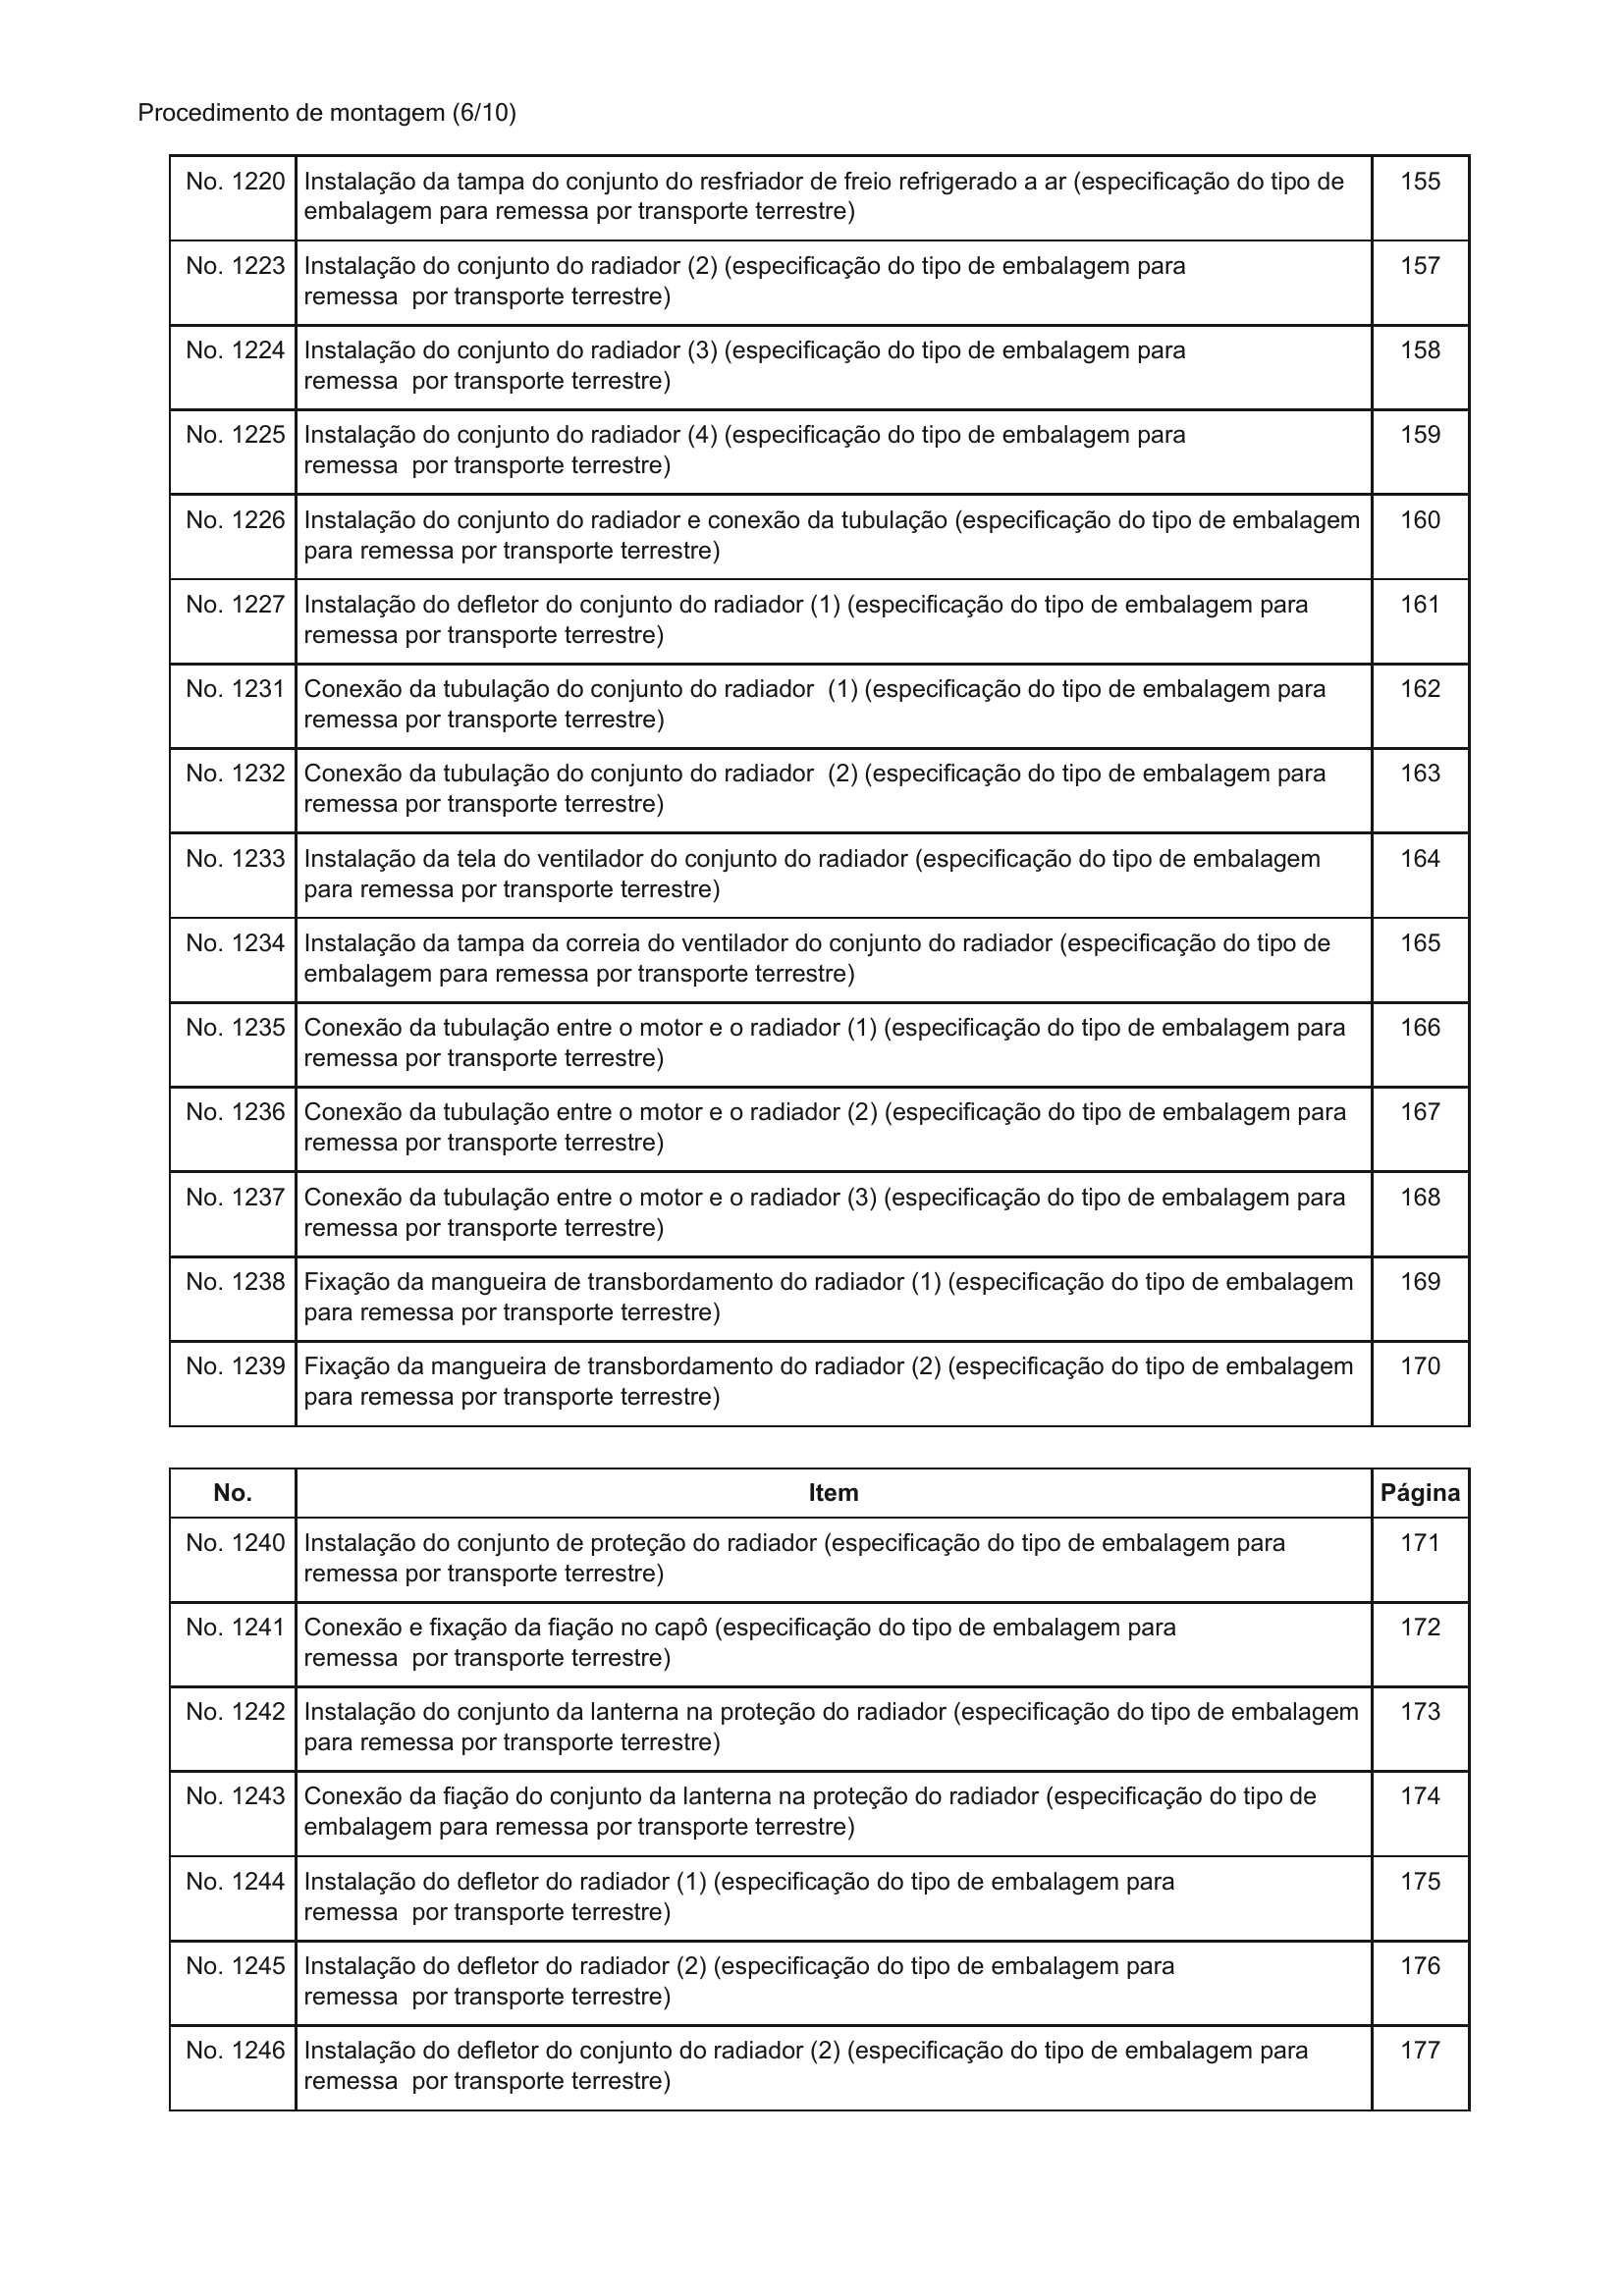 Procedimento de montagem (6/10)
No. 1220 Instalação da tampa do conjunto do resfriador de freio refrigerado a ar (especificação do tipo de 155
embalagem para remessa por transporte terrestre)
No. 1223 Instalação do conjunto do radiador (2) (especificação do tipo de embalagem para 157
remessa  por transporte terrestre)
No. 1224 Instalação do conjunto do radiador (3) (especificação do tipo de embalagem para 158
remessa  por transporte terrestre)
No. 1225 Instalação do conjunto do radiador (4) (especificação do tipo de embalagem para 159
remessa  por transporte terrestre)
No. 1226 Instalação do conjunto do radiador e conexão da tubulação (especificação do tipo de embalagem 160
para remessa por transporte terrestre)
No. 1227 Instalação do defletor do conjunto do radiador (1) (especificação do tipo de embalagem para 161
remessa por transporte terrestre)
No. 1231 Conexão da tubulação do conjunto do radiador  (1) (especificação do tipo de embalagem para 162
remessa por transporte terrestre)
No. 1232 Conexão da tubulação do conjunto do radiador  (2) (especificação do tipo de embalagem para 163
remessa por transporte terrestre)
No. 1233 Instalação da tela do ventilador do conjunto do radiador (especificação do tipo de embalagem 164
para remessa por transporte terrestre)
No. 1234 Instalação da tampa da correia do ventilador do conjunto do radiador (especificação do tipo de 165
embalagem para remessa por transporte terrestre)
No. 1235 Conexão da tubulação entre o motor e o radiador (1) (especificação do tipo de embalagem para 166
remessa por transporte terrestre)
No. 1236 Conexão da tubulação entre o motor e o radiador (2) (especificação do tipo de embalagem para 167
remessa por transporte terrestre)
No. 1237 Conexão da tubulação entre o motor e o radiador (3) (especificação do tipo de embalagem para 168
remessa por transporte terrestre)
No. 1238 Fixação da mangueira de transbordamento do radiador (1) (especificação do tipo de embalagem 169
para remessa por transporte terrestre)
No. 1239 Fixação da mangueira de transbordamento do radiador (2) (especificação do tipo de embalagem 170
para remessa por transporte terrestre)
No. Item Página
No. 1240 Instalação do conjunto de proteção do radiador (especificação do tipo de embalagem para 171
remessa por transporte terrestre)
No. 1241 Conexão e fixação da fiação no capô (especificação do tipo de embalagem para 172
remessa  por transporte terrestre)
No. 1242 Instalação do conjunto da lanterna na proteção do radiador (especificação do tipo de embalagem 173
para remessa por transporte terrestre)
No. 1243 Conexão da fiação do conjunto da lanterna na proteção do radiador (especificação do tipo de 174
embalagem para remessa por transporte terrestre)
No. 1244 Instalação do defletor do radiador (1) (especificação do tipo de embalagem para 175
remessa  por transporte terrestre)
No. 1245 Instalação do defletor do radiador (2) (especificação do tipo de embalagem para 176
remessa  por transporte terrestre)
No. 1246 Instalação do defletor do conjunto do radiador (2) (especificação do tipo de embalagem para 177
remessa  por transporte terrestre)